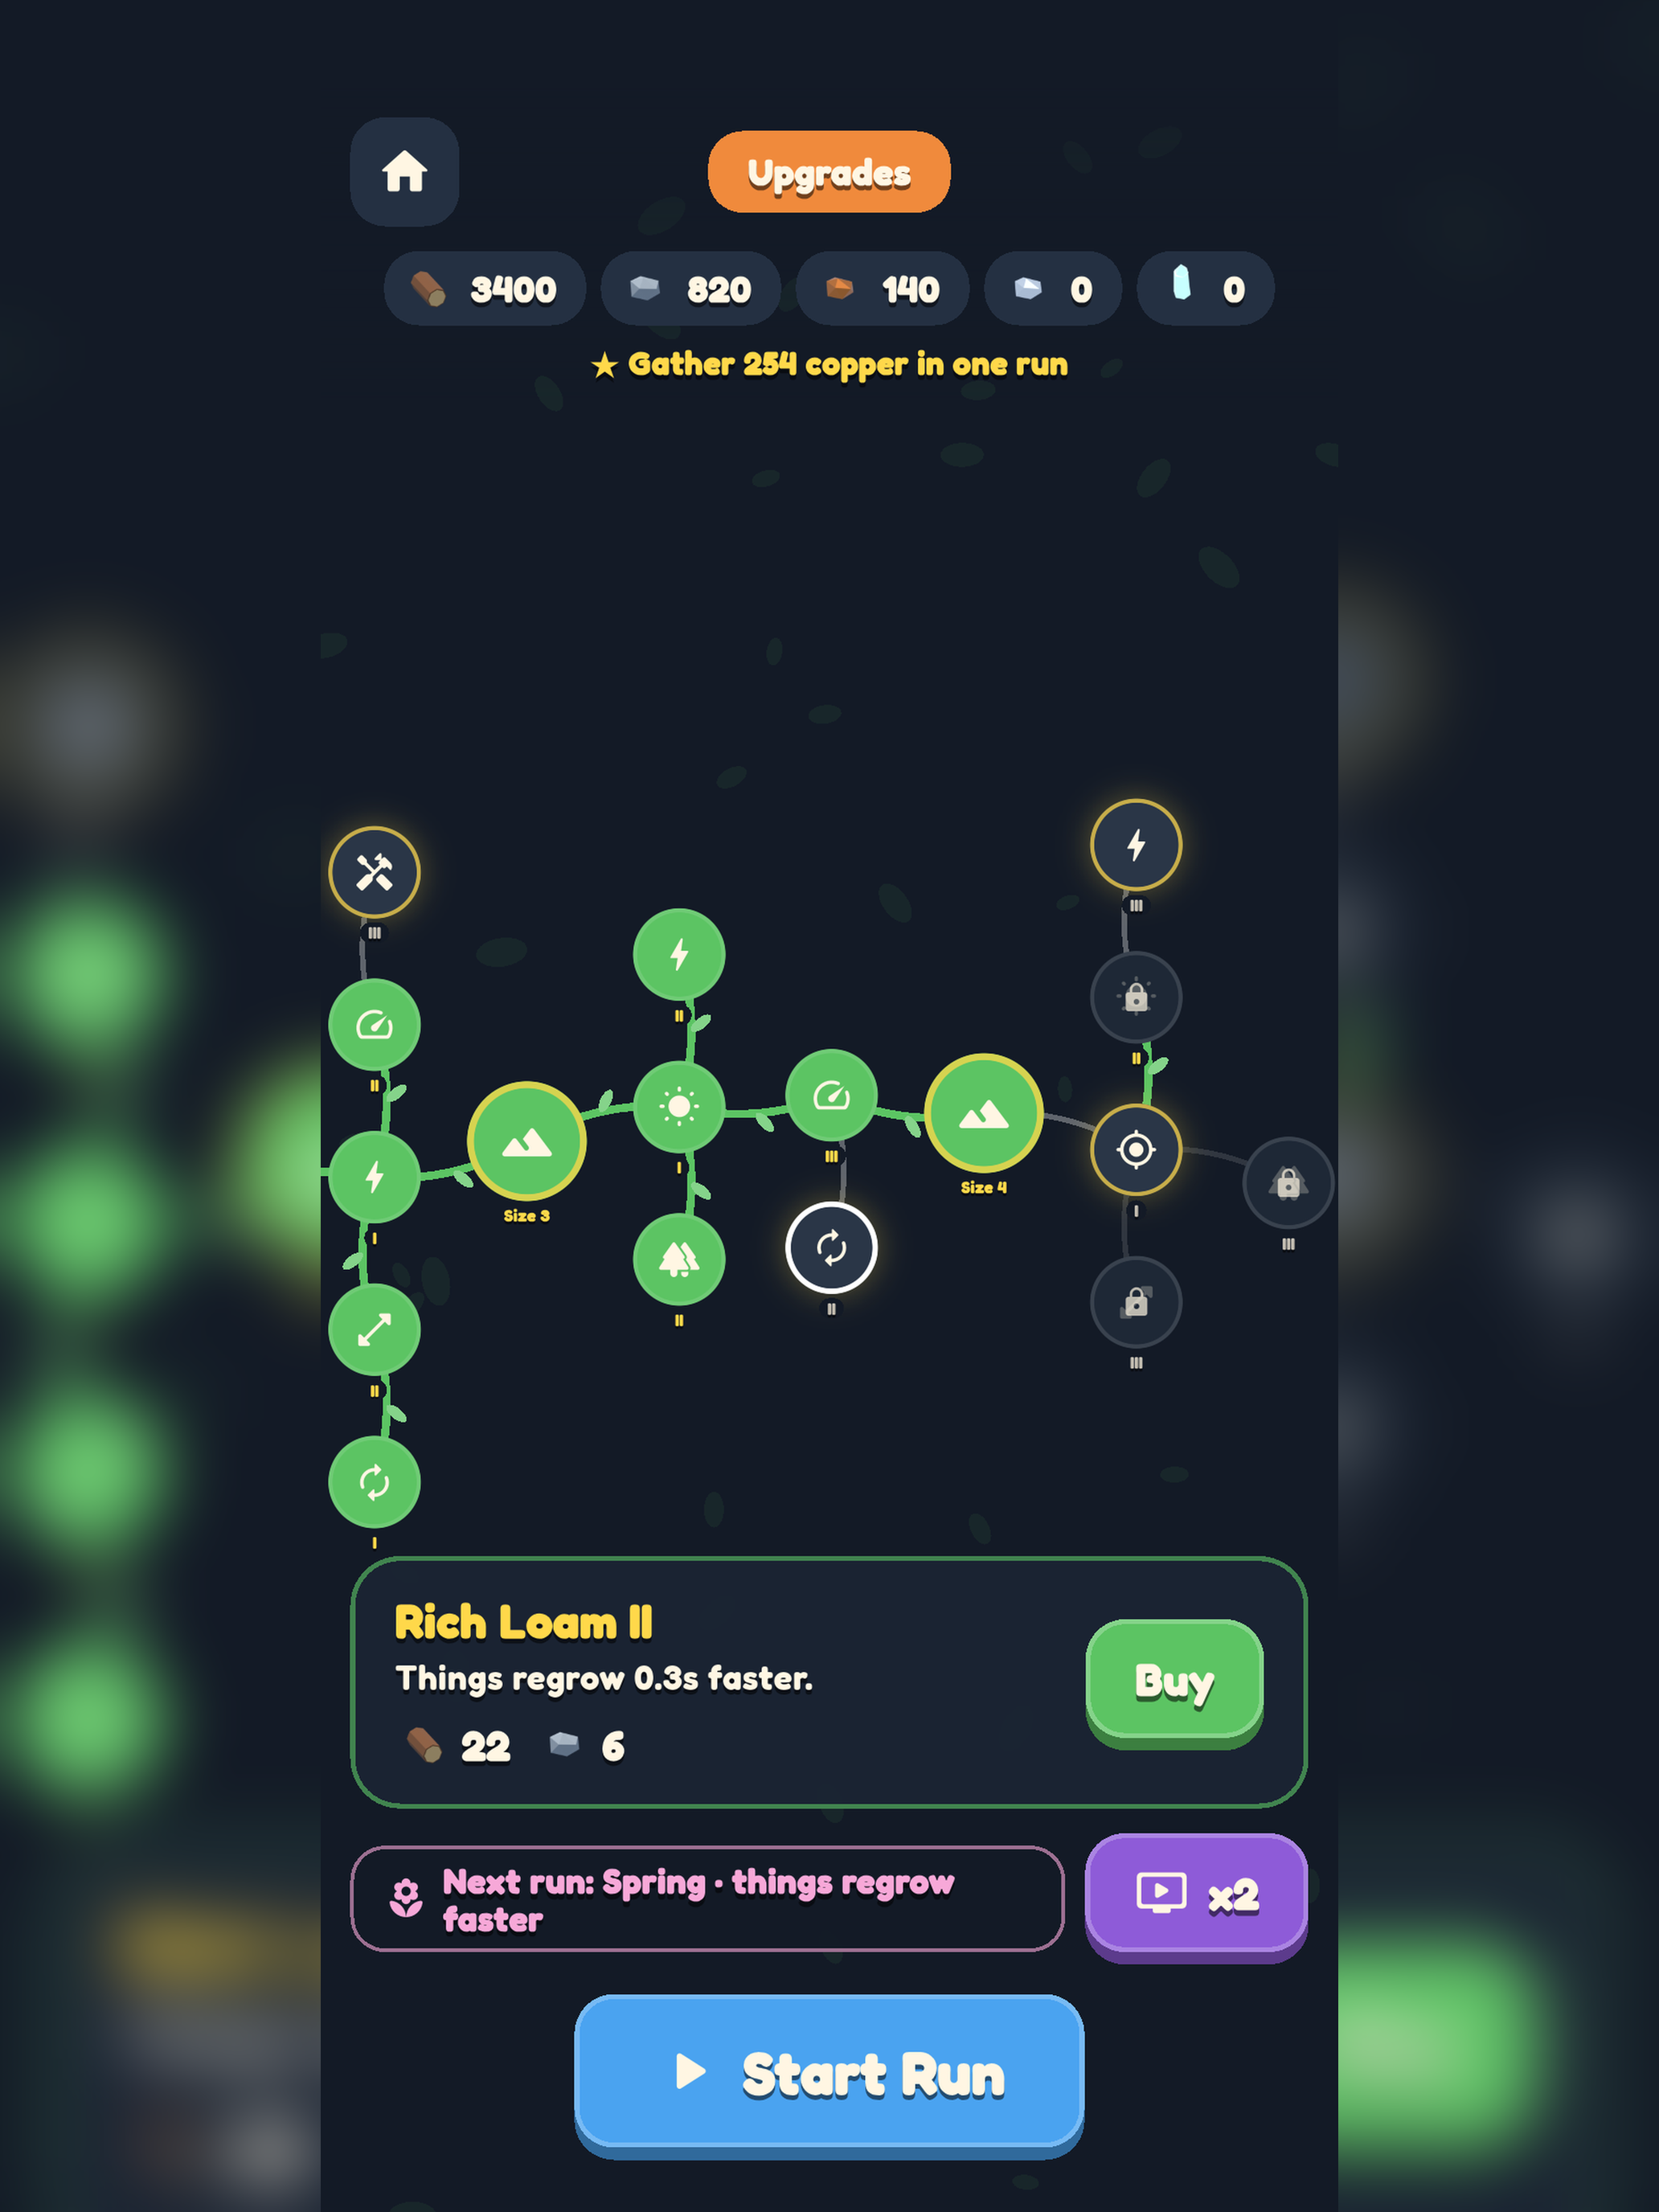 Upgrades
3400 820 140 0 0
★ Gather 254 copper in one run
III
III
II
II
II
II
III
Size 4
I
Size 3
I
I
III
II
II
III
II
I
Rich Loam II
Things regrow 0.3s faster.
22 6
Buy
Next run: Spring · things regrow
faster
x2
Start Run